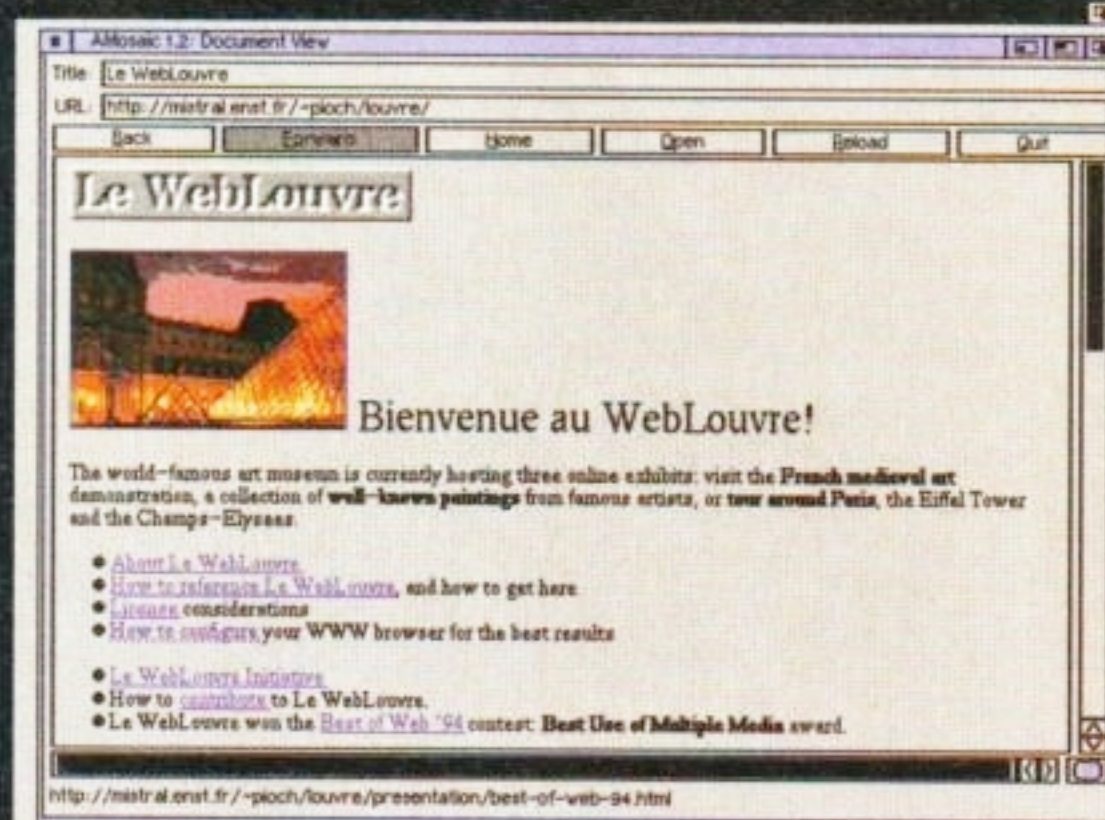 AMosaic 1.2: Document View
Title: Le WebLouvre
URL: http://mistral.enst.fr/~pioch/louvre/
Back Forward Home Open Reload Quit
Le WebLouvre
Bienvenue au WebLouvre!
The world-famous art museum is currently hosting three online exhibits: visit the French medieval art
demonstration, a collection of well-known paintings from famous artists, or tour around Paris, the Eiffel Tower
and the Champs-Elysees.
About Le WebLouvre
How to reference Le WebLouvre, and how to get here
License considerations
How to configure your WWW browser for the best results
Le WebLouvre Initiative
How to contribute to Le WebLouvre.
Le WebLouvre won the Best of Web '94 contest: Best Use of Multiple Media award.
http://mistral.enst.fr/~pioch/louvre/presentation/best-of-web-94.html